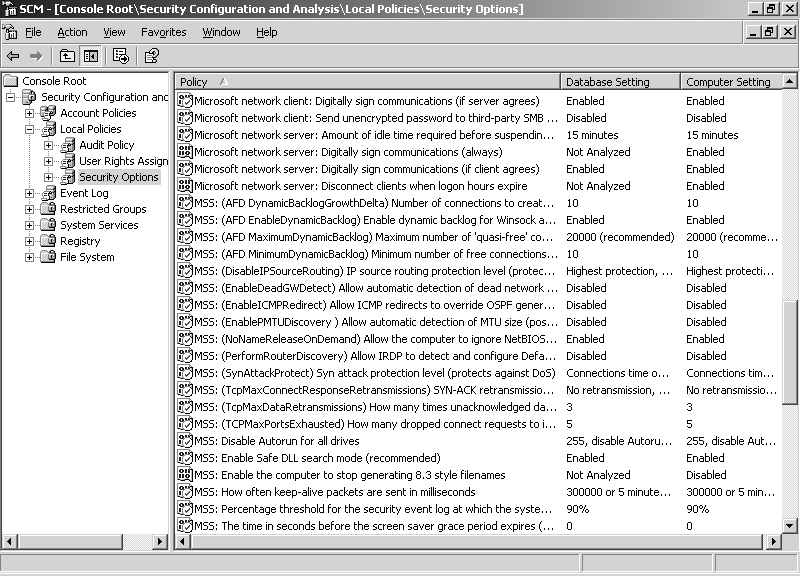 SCM - [Console Root\Security Configuration and Analysis\Local Policies\Security Options]
File Action View Favorites Window Help
Console Root
Security Configuration and
Account Policies
Local Policies
Audit Policy
User Rights Assign
Security Options
Event Log
Restricted Groups
System Services
Registry
File System
Policy Database Setting Computer Setting
Microsoft network client: Digitally sign communications (if server agrees) Enabled Enabled
Microsoft network client: Send unencrypted password to third-party SMB ... Disabled Disabled
Microsoft network server: Amount of idle time required before suspendin... 15 minutes 15 minutes
Microsoft network server: Digitally sign communications (always) Not Analyzed Enabled
Microsoft network server: Digitally sign communications (if client agrees) Enabled Enabled
Microsoft network server: Disconnect clients when logon hours expire Not Analyzed Enabled
MSS: (AFD DynamicBacklogGrowthDelta) Number of connections to creat... 10 10
MSS: (AFD EnableDynamicBacklog) Enable dynamic backlog for Winsock a... Enabled Enabled
MSS: (AFD MaximumDynamicBacklog) Maximum number of 'quasi-free' co... 20000 (recommended) 20000 (recomme...
MSS: (AFD MinimumDynamicBacklog) Minimum number of free connections... 10 10
MSS: (DisableIPSourceRouting) IP source routing protection level (protec... Highest protection, ... Highest protecti...
MSS: (EnableDeadGWDetect) Allow automatic detection of dead network ... Disabled Disabled
MSS: (EnableICMPRedirect) Allow ICMP redirects to override OSPF gener... Disabled Disabled
MSS: (EnablePMTUDiscovery ) Allow automatic detection of MTU size (pos... Disabled Disabled
MSS: (NoNameReleaseOnDemand) Allow the computer to ignore NetBIOS... Enabled Enabled
MSS: (PerformRouterDiscovery) Allow IRDP to detect and configure Defa... Disabled Disabled
MSS: (SynAttackProtect) Syn attack protection level (protects against DoS) Connections time o... Connections tim...
MSS: (TcpMaxConnectResponseRetransmissions) SYN-ACK retransmissio... No retransmission, ... No retransmissio...
MSS: (TcpMaxDataRetransmissions) How many times unacknowledged da... 3 3
MSS: (TCPMaxPortsExhausted) How many dropped connect requests to i... 5 5
MSS: Disable Autorun for all drives 255, disable Autoru... 255, disable Aut...
MSS: Enable Safe DLL search mode (recommended) Enabled Enabled
MSS: Enable the computer to stop generating 8.3 style filenames Not Analyzed Disabled
MSS: How often keep-alive packets are sent in milliseconds 300000 or 5 minute... 300000 or 5 min...
MSS: Percentage threshold for the security event log at which the syste... 90% 90%
MSS: The time in seconds before the screen saver grace period expires (... 0 0